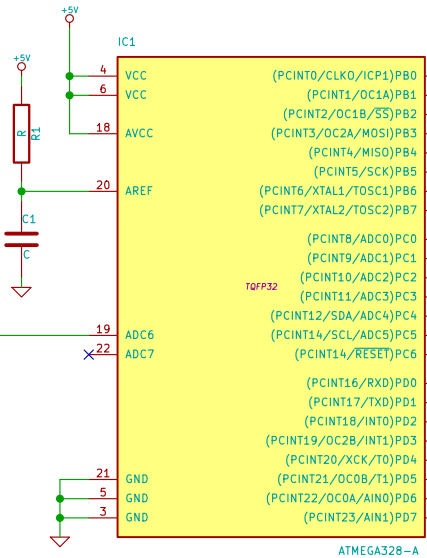 +5V
IC1
+5V
4 VCC (PCINT0/CLKO/ICP1)PB0
6 VCC (PCINT1/OC1A)PB1
(PCINT2/OC1B/SS)PB2
R R1 18 AVCC (PCINT3/OC2A/MOSI)PB3
(PCINT4/MISO)PB4
(PCINT5/SCK)PB5
20 AREF (PCINT6/XTAL1/TOSC1)PB6
(PCINT7/XTAL2/TOSC2)PB7
C1
(PCINT8/ADC0)PC0
C (PCINT9/ADC1)PC1
(PCINT10/ADC2)PC2
TQFP32
(PCINT11/ADC3)PC3
(PCINT12/SDA/ADC4)PC4
19 ADC6 (PCINT14/SCL/ADC5)PC5
22 ADC7 (PCINT14/RESET)PC6
(PCINT16/RXD)PD0
(PCINT17/TXD)PD1
(PCINT18/INT0)PD2
(PCINT19/OC2B/INT1)PD3
(PCINT20/XCK/T0)PD4
21 GND (PCINT21/OC0B/T1)PD5
5 GND (PCINT22/OC0A/AIN0)PD6
3 GND (PCINT23/AIN1)PD7
ATMEGA328-A